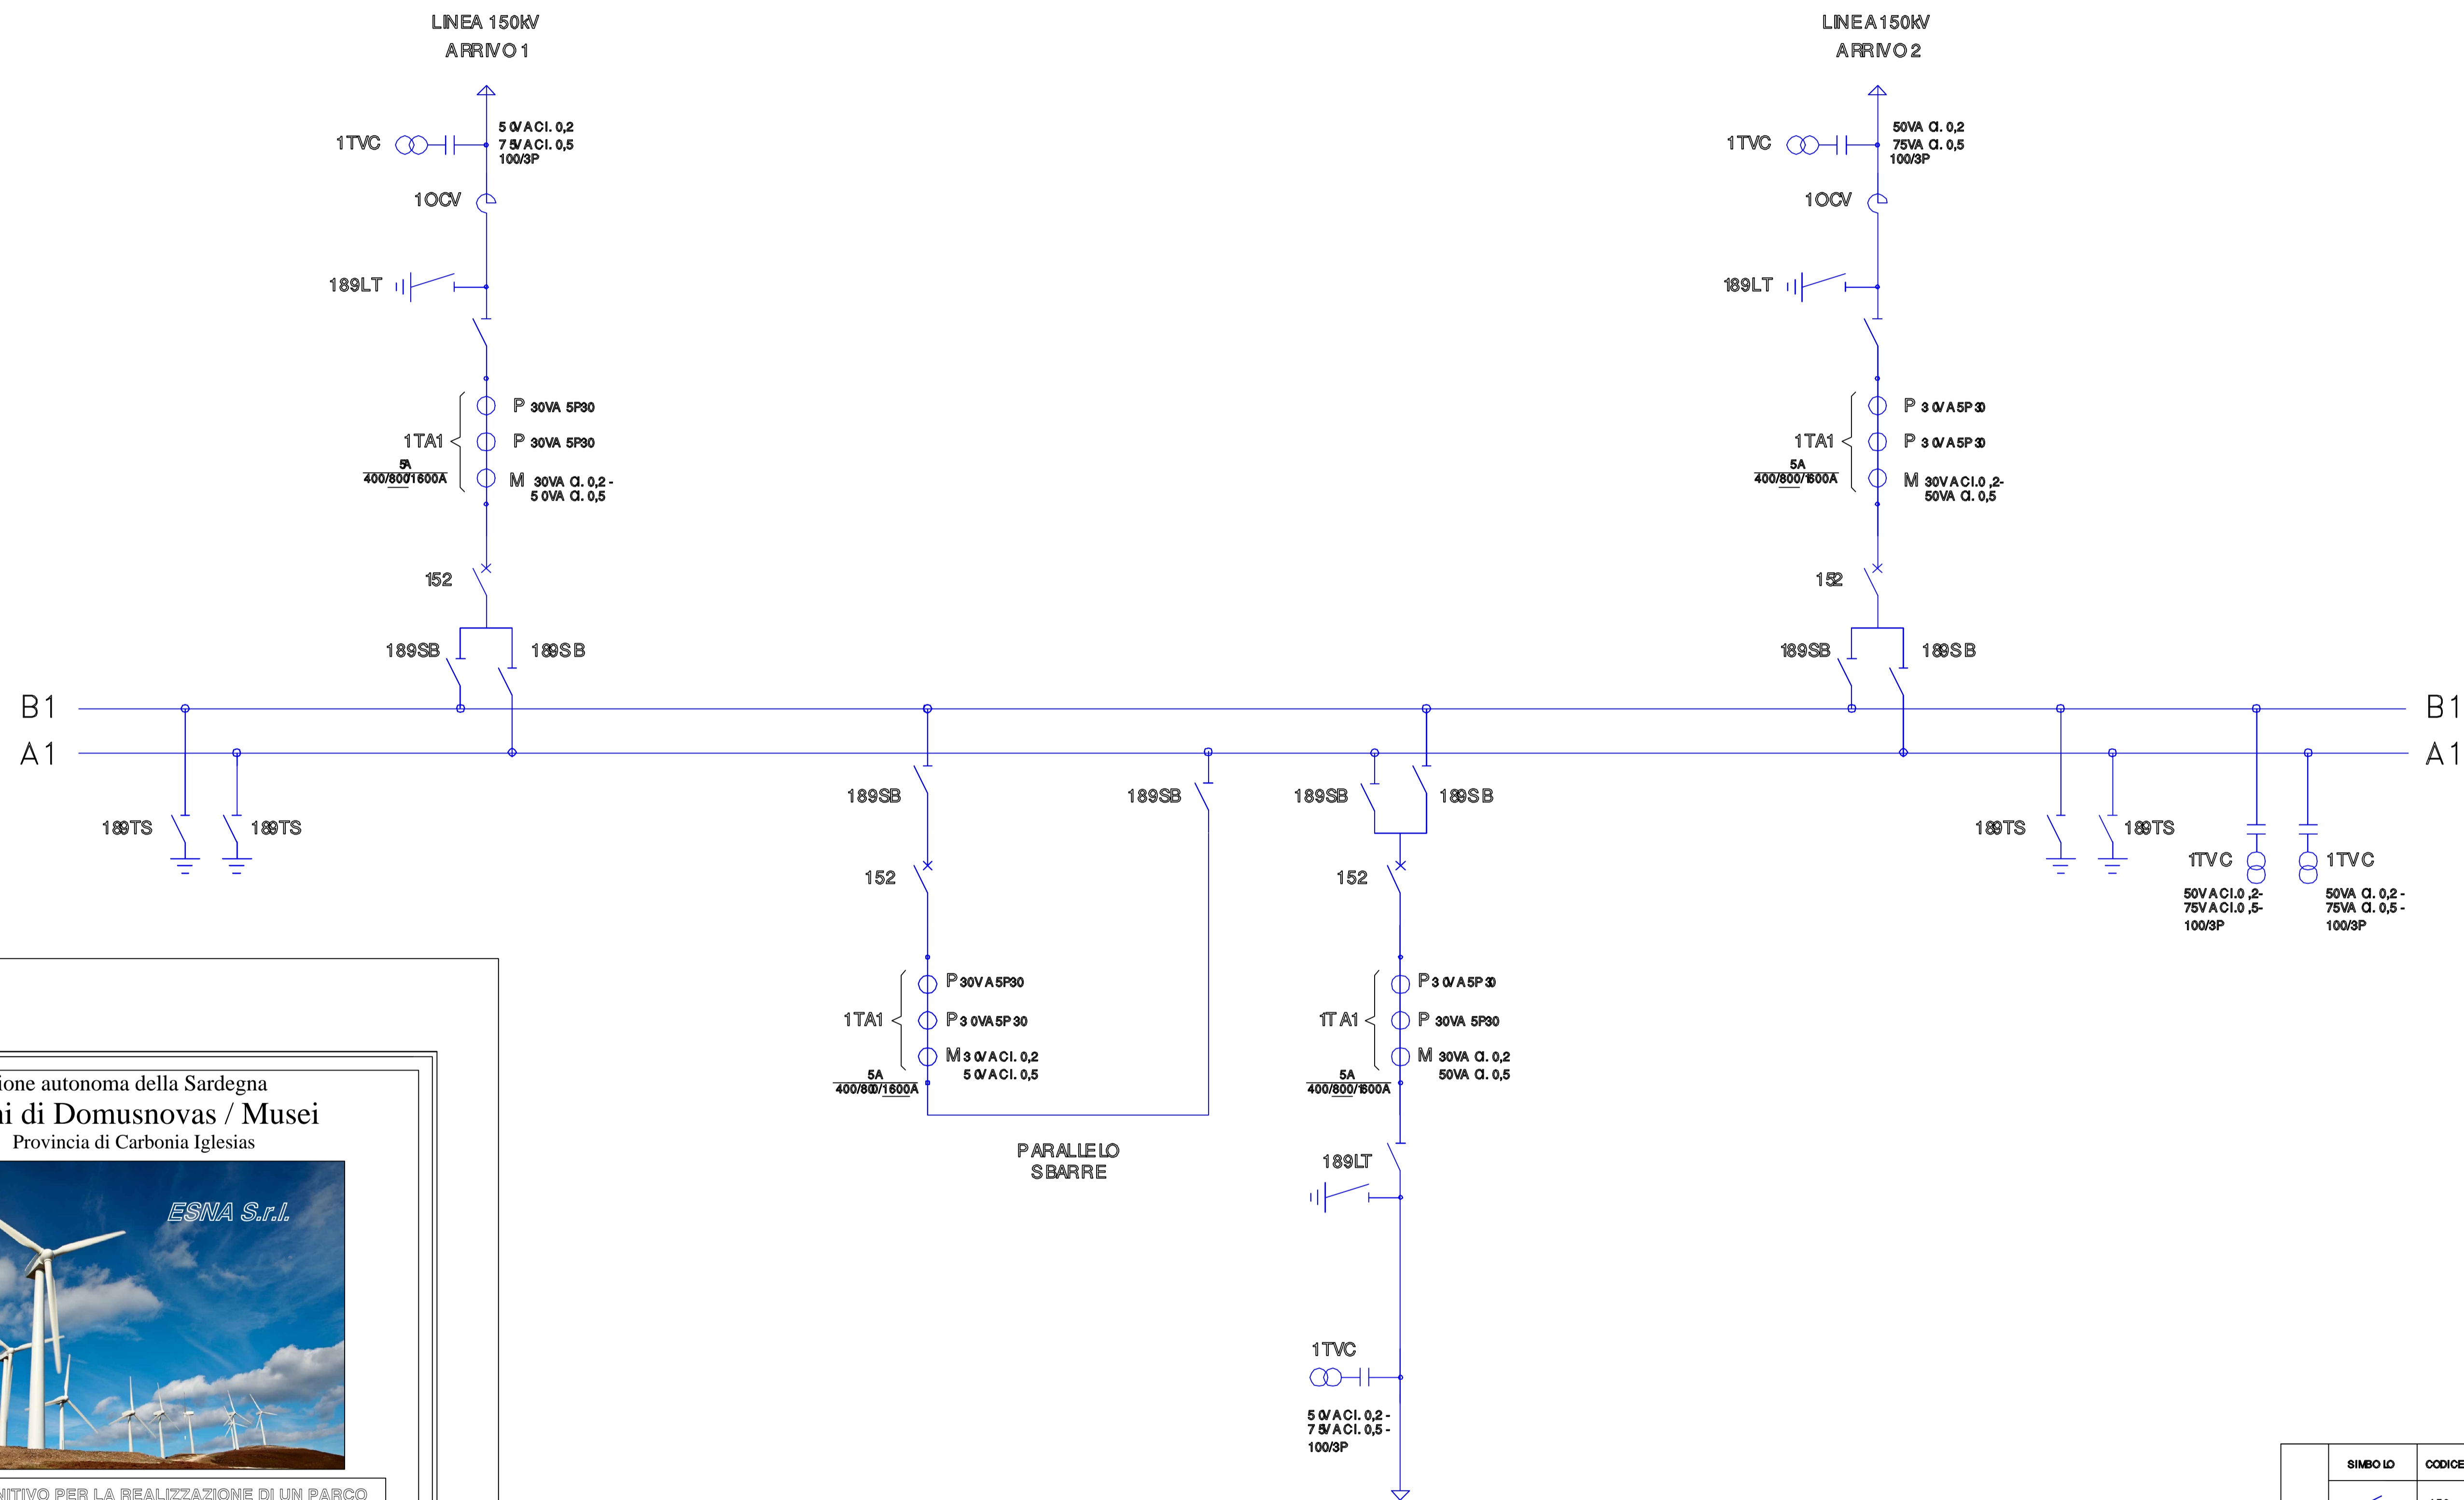 LINEA 150kV
ARRIVO 1
LINEA 150kV
ARRIVO 2
1TVC
50VA Cl. 0,2
75VA Cl. 0,5
100/3P
1TVC
50VA Cl. 0,2
75VA Cl. 0,5
100/3P
1OCV
1OCV
189LT
189LT
P 30VA 5P30
P 30VA 5P30
1TA1
5A
400/800/1600A
M 30VA Cl. 0,2 -
50VA Cl. 0,5
P 30VA 5P30
P 30VA 5P30
1TA1
5A
400/800/1600A
M 30VA Cl. 0,2-
50VA Cl. 0,5
152
152
189SB
189SB
189SB
189SB
B1
B1
A1
A1
189SB
189SB
189SB
189SB
189TS
189TS
189TS
189TS
152
152
1TVC
50VA Cl. 0,2-
75VA Cl. 0,5-
100/3P
1TVC
50VA Cl. 0,2 -
75VA Cl. 0,5 -
100/3P
P 30VA 5P30
P 30VA 5P30
1TA1
M 30VA Cl. 0,2
50VA Cl. 0,5
5A
400/800/1600A
P 30VA 5P30
P 30VA 5P30
1TA1
M 30VA Cl. 0,2
50VA Cl. 0,5
5A
400/800/1600A
PARALLELO
SBARRE
189LT
1TVC
50VA Cl. 0,2 -
75VA Cl. 0,5 -
100/3P
ione autonoma della Sardegna
ni di Domusnovas / Musei
Provincia di Carbonia Iglesias
ESNA S.r.l.
NITIVO PER LA REALIZZAZIONE DI UN PARCO
SIMBOLO
CODICE